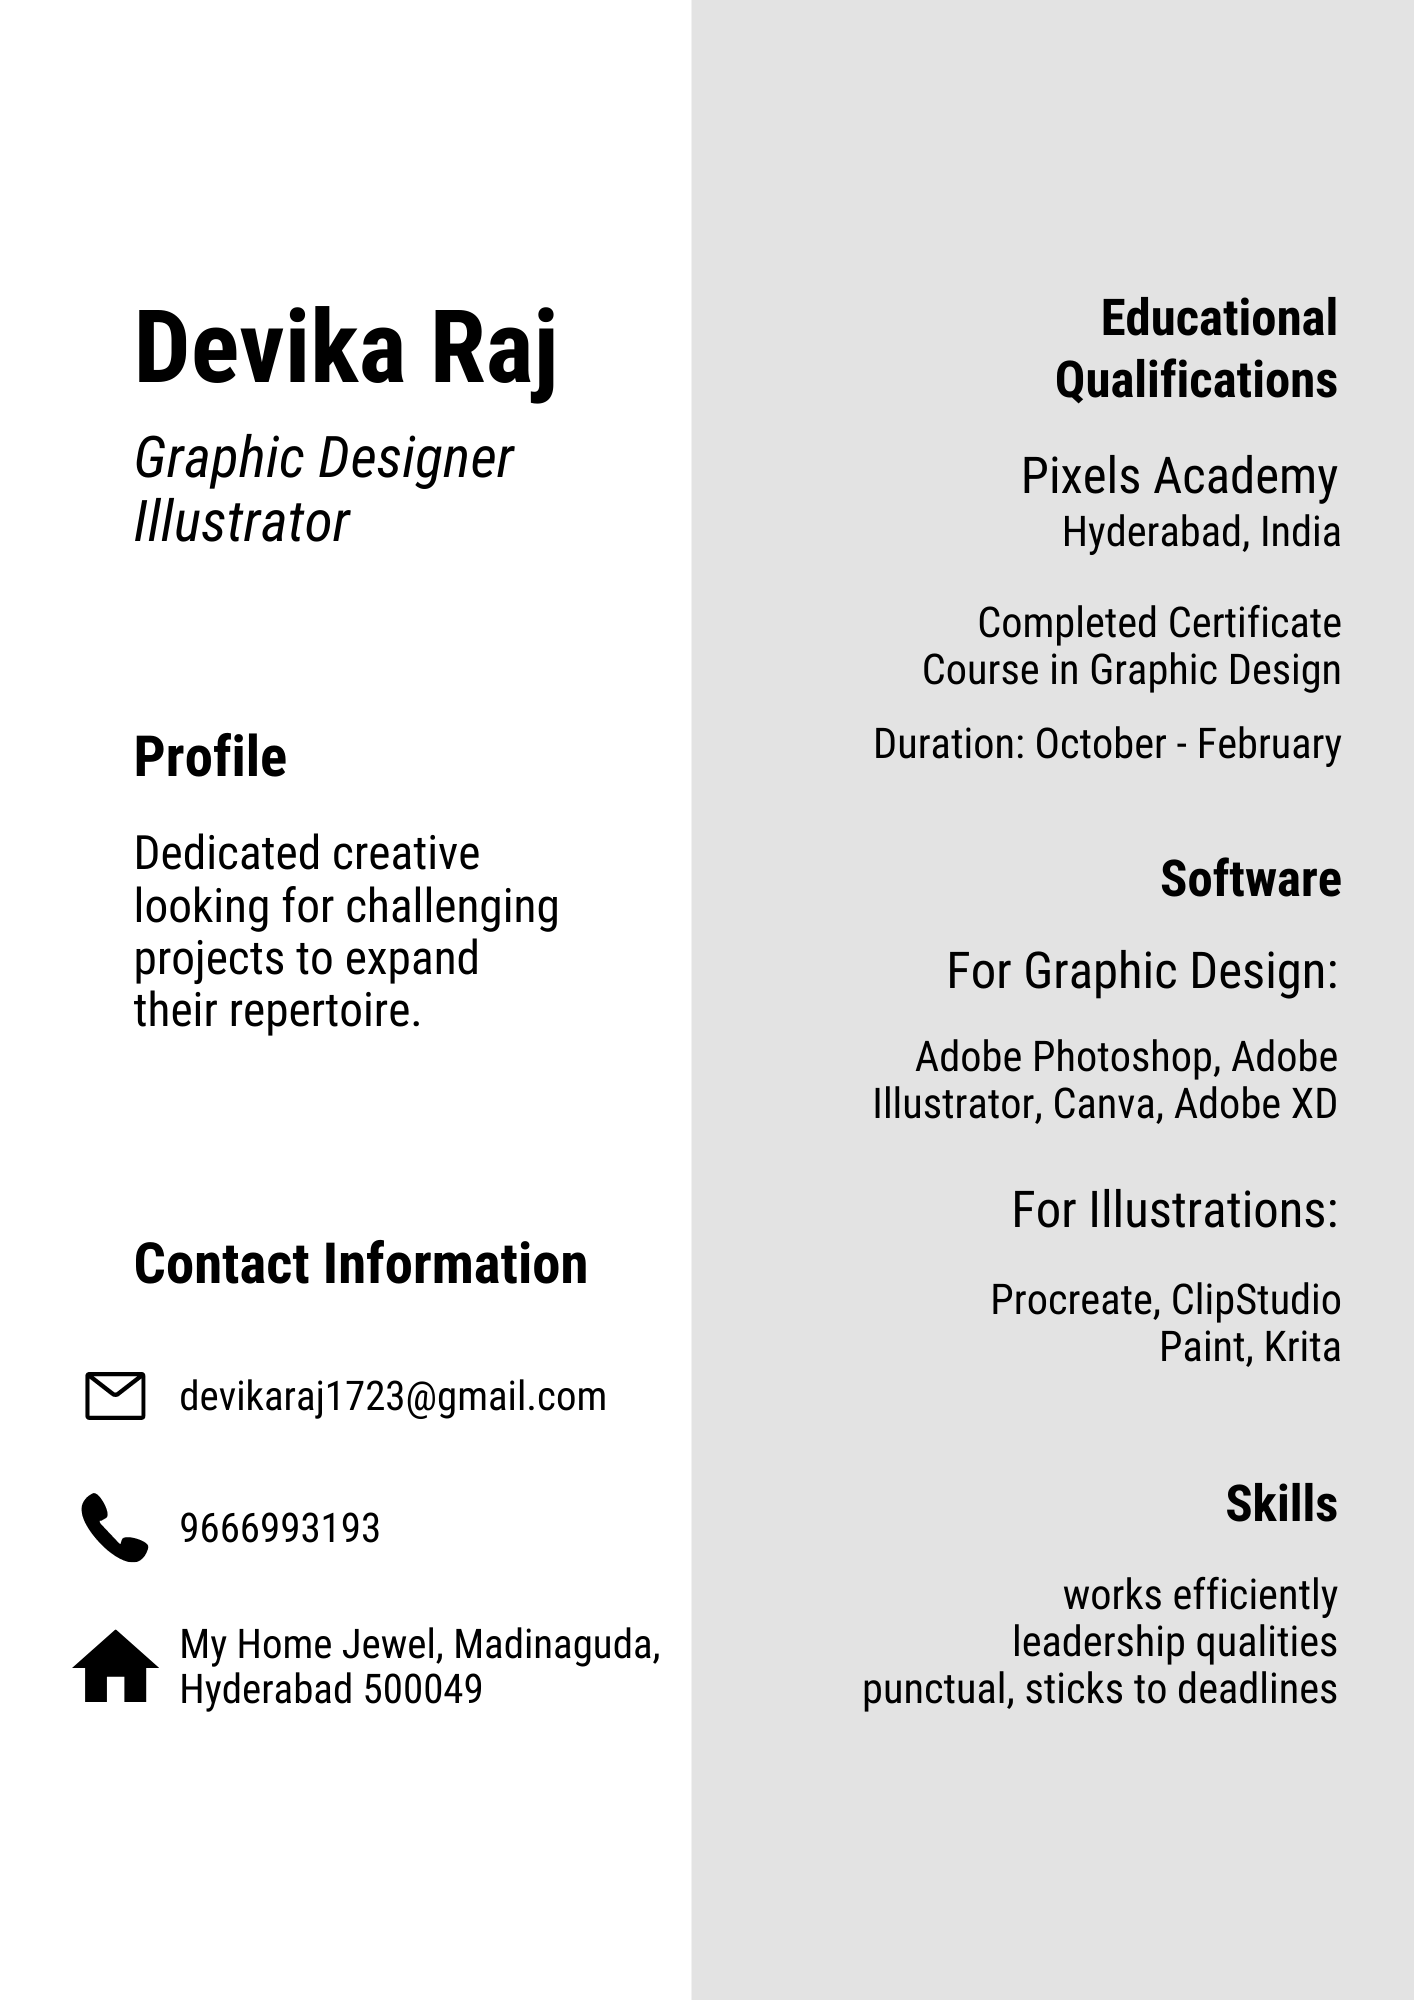 Devika Raj
Graphic Designer
Illustrator
Profile
Dedicated creative
looking for challenging
projects to expand
their repertoire.
Contact Information
devikaraj1723@gmail.com
9666993193
My Home Jewel, Madinaguda,
Hyderabad 500049
Educational
Qualifications
Pixels Academy
Hyderabad, India
Completed Certificate
Course in Graphic Design
Duration: October - February
Software
For Graphic Design:
Adobe Photoshop, Adobe
Illustrator, Canva, Adobe XD
For Illustrations:
Procreate, ClipStudio
Paint, Krita
Skills
works efficiently
leadership qualities
punctual, sticks to deadlines